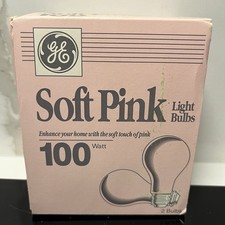 GE
Soft Pink Light
Bulbs
Enhance your home with the soft touch of pink
100 Watt
2 Bulbs